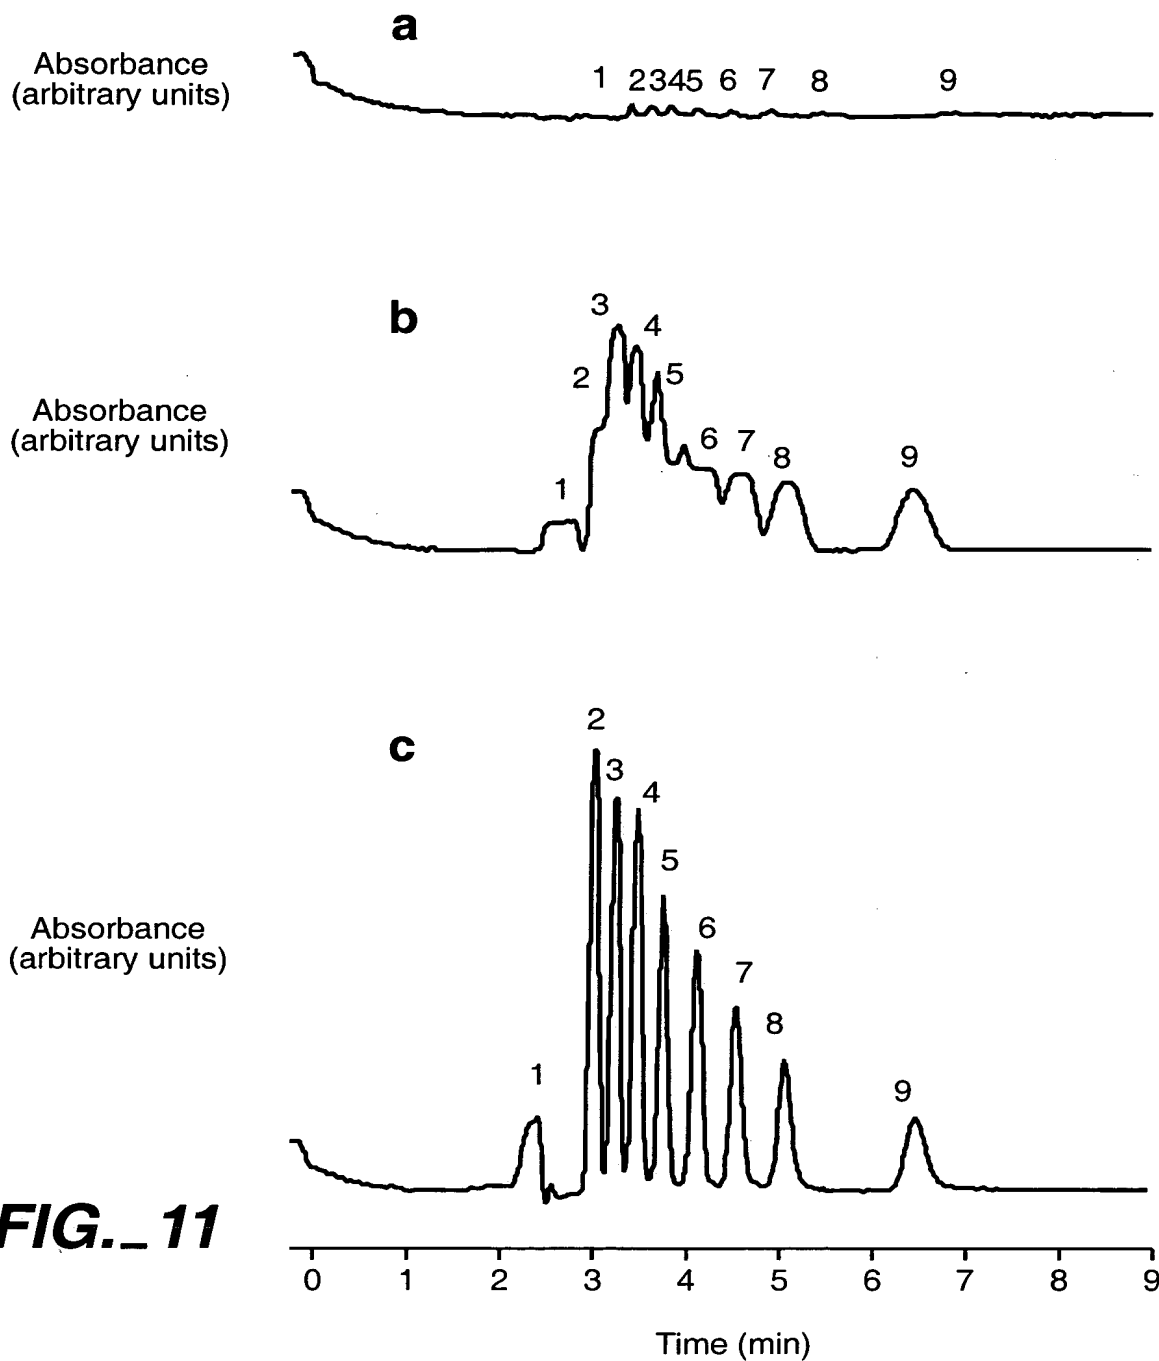 a
Absorbance
(arbitrary units)
1 2 3 4 5 6 7 8 9
b
Absorbance
(arbitrary units)
1 2 3 4 5 6 7 8 9
c
Absorbance
(arbitrary units)
1 2 3 4 5 6 7 8 9
FIG._11
0 1 2 3 4 5 6 7 8 9
Time (min)